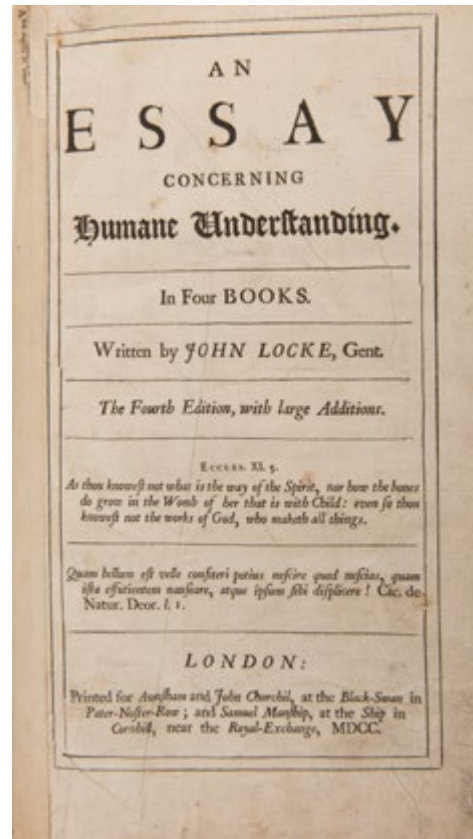 AN
ESSAY
CONCERNING
Humane Understanding.
In Four BOOKS.
Written by JOHN LOCKE, Gent.
The Fourth Edition, with large Additions.
ECCLES. XI. 5.
As thou knowest not what is the way of the Spirit, nor how the bones
do grow in the Womb of her that is with Child: even so thou
knowest not the works of God, who maketh all things.
Quam bellum est velle confiteri potius nescire quod nescias, quam
ista effutientem nauseare, atque ipsum sibi displicere! Cic. de
Natur. Deor. l. 1.
LONDON:
Printed for Awnsham and John Churchil, at the Black-Swan in
Pater-Noster-Row; and Samuel Manship, at the Ship in
Cornhill, near the Royal-Exchange, MDCC.